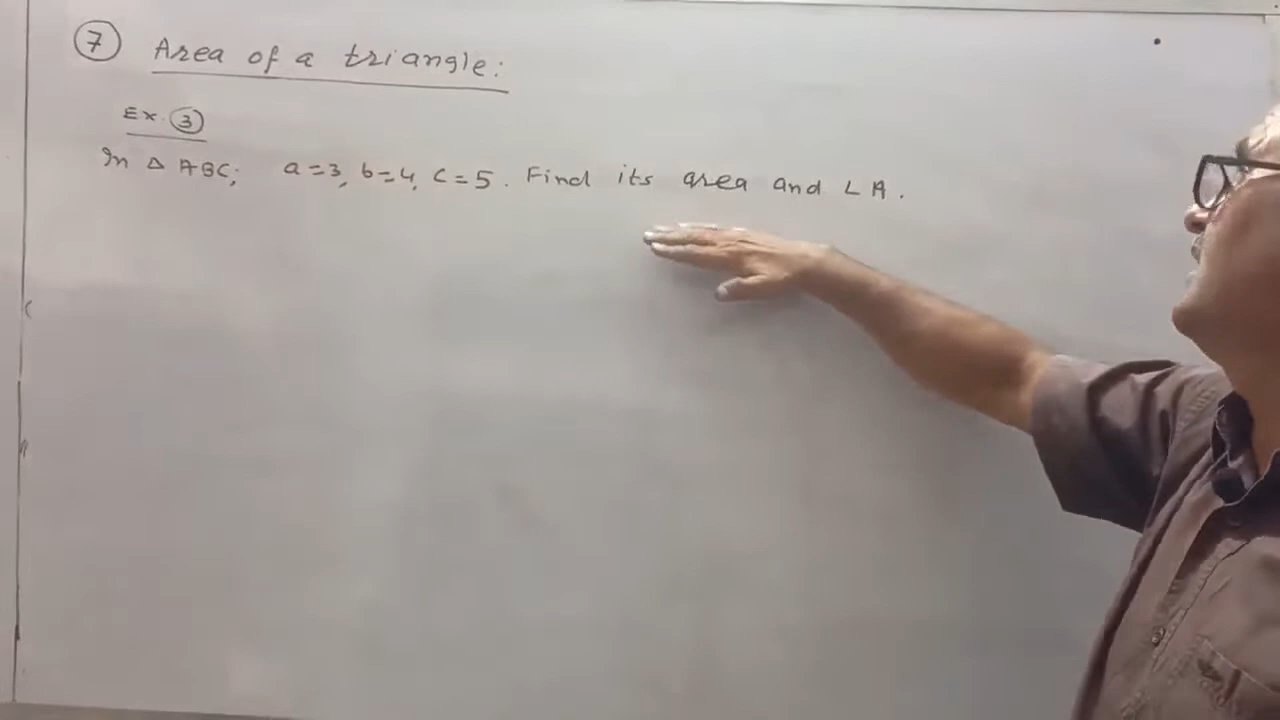 ⑦ Area of a triangle:
Ex. ③
In △ ABC; a=3, b=4, c=5. Find its area and ∠A.